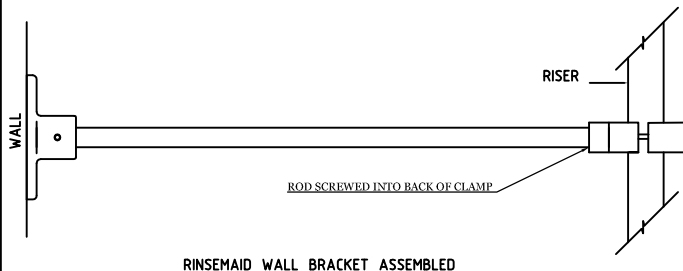 RISER
WALL
ROD SCREWED INTO BACK OF CLAMP
RINSEMAID WALL BRACKET ASSEMBLED